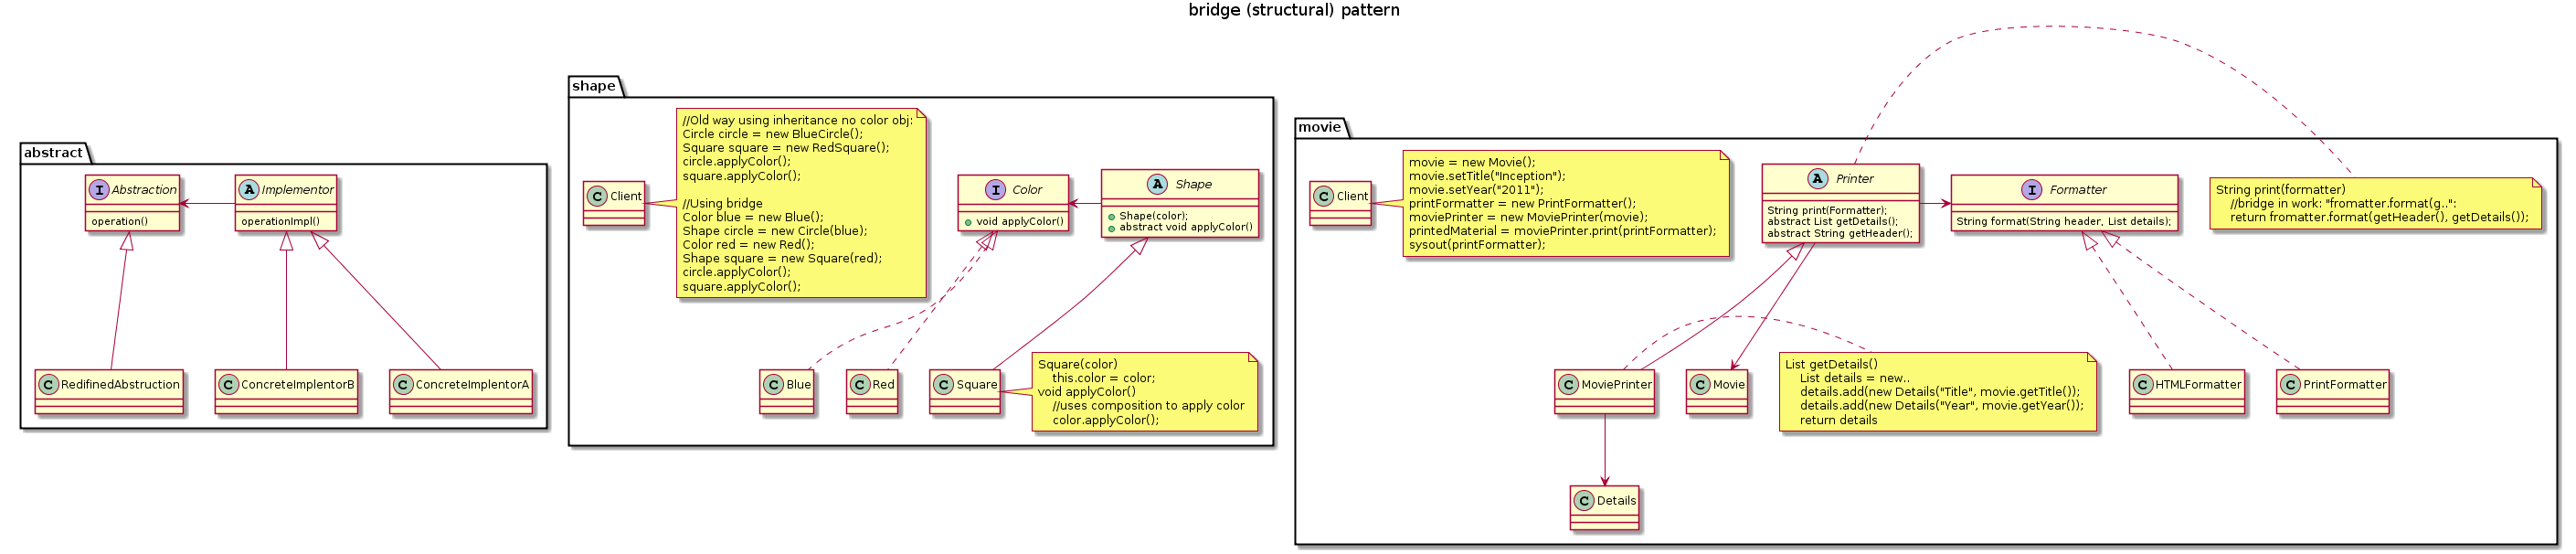 bridge (structural) pattern
abstract
I Abstraction
operation()
A Implementor
operationImpl()
C RedifinedAbstruction
C ConcreteImplentorB
C ConcreteImplentorA
shape
C Client
//Old way using inheritance no color obj:
Circle circle = new BlueCircle();
Square square = new RedSquare();
circle.applyColor();
square.applyColor();
//Using bridge
Color blue = new Blue();
Shape circle = new Circle(blue);
Color red = new Red();
Shape square = new Square(red);
circle.applyColor();
square.applyColor();
I Color
void applyColor()
A Shape
Shape(color);
abstract void applyColor()
C Blue
C Red
C Square
Square(color)
this.color = color;
void applyColor()
//uses composition to apply color
color.applyColor();
movie
C Client
movie = new Movie();
movie.setTitle("Inception");
movie.setYear("2011");
printFormatter = new PrintFormatter();
moviePrinter = new MoviePrinter(movie);
printedMaterial = moviePrinter.print(printFormatter);
sysout(printFormatter);
A Printer
String print(Formatter);
abstract List getDetails();
abstract String getHeader();
I Formatter
String format(String header, List details);
String print(formatter)
//bridge in work: "fromatter.format(g..":
return fromatter.format(getHeader(), getDetails());
C MoviePrinter
C Movie
List getDetails()
List details = new..
details.add(new Details("Title", movie.getTitle());
details.add(new Details("Year", movie.getYear());
return details
C HTMLFormatter
C PrintFormatter
C Details